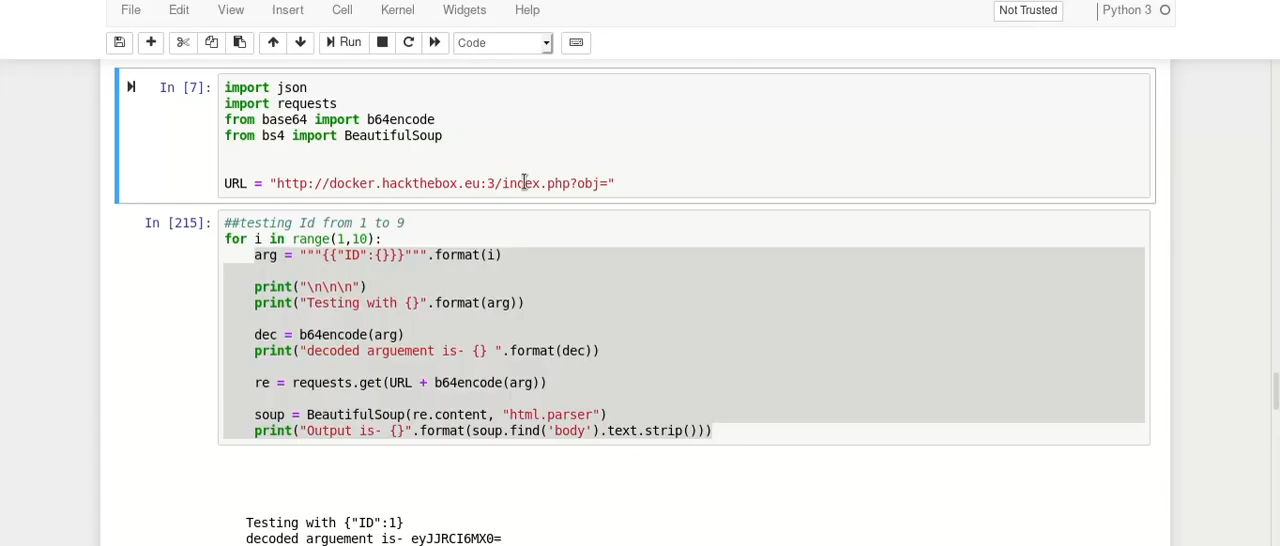 File Edit View Insert Cell Kernel Widgets Help Not Trusted Python 3
Run Code
In [7]:
import json
import requests
from base64 import b64encode
from bs4 import BeautifulSoup
URL = "http://docker.hackthebox.eu:3/index.php?obj="
In [215]:
##testing Id from 1 to 9
for i in range(1,10):
    arg = """{{"ID":{}}}""".format(i)
    print("\n\n\n")
    print("Testing with {}".format(arg))
    dec = b64encode(arg)
    print("decoded arguement is- {} ".format(dec))
    re = requests.get(URL + b64encode(arg))
    soup = BeautifulSoup(re.content, "html.parser")
    print("Output is- {}".format(soup.find('body').text.strip()))
Testing with {"ID":1}
decoded arguement is- eyJJRCI6MX0=